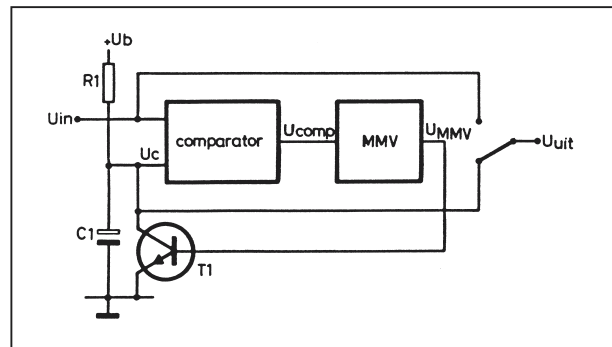 +Ub
R1
Uin
comparator
Ucomp
MMV
UMMV
Uuit
Uc
C1
T1